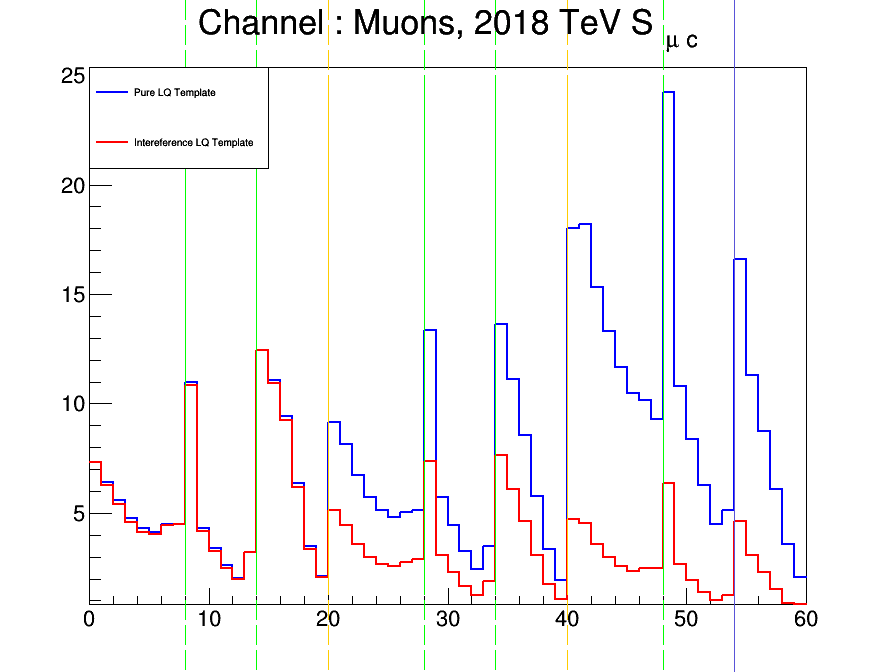 Channel : Muons, 2018 TeV S μ c
Pure LQ Template
Intereference LQ Template
25
20
15
10
5
0 10 20 30 40 50 60